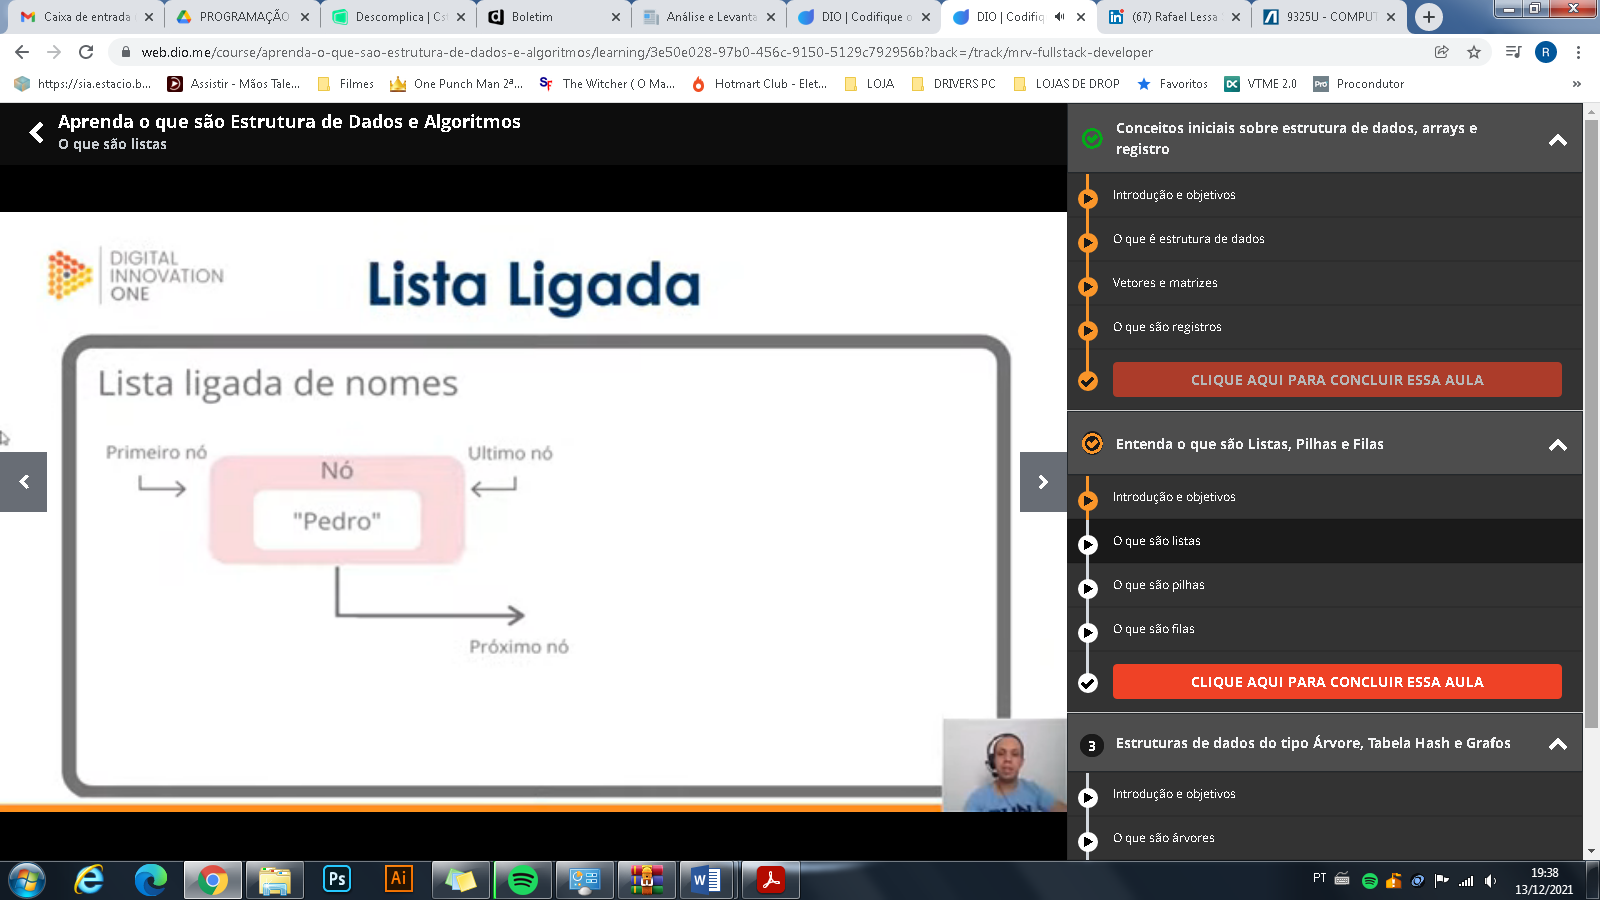 Caixa de entrada
PROGRAMAÇÃO
Descomplica | Cst
Boletim
Análise e Levanta
DIO | Codifique o
DIO | Codifiq
(67) Rafael Lessa
9325U - COMPUT
web.dio.me/course/aprenda-o-que-sao-estrutura-de-dados-e-algoritmos/learning/3e50e028-97b0-456c-9150-5129c792956b?back=/track/mrv-fullstack-developer
R
https://sia.estacio.b...
Assistir - Mãos Tale...
Filmes
One Punch Man 2ª...
The Witcher ( O Ma...
Hotmart Club - Elet...
LOJA
DRIVERS PC
LOJAS DE DROP
Favoritos
VTME 2.0
Procondutor
»
Aprenda o que são Estrutura de Dados e Algoritmos
O que são listas
DIGITAL
INNOVATION
ONE
Lista Ligada
Lista ligada de nomes
Primeiro nó
Ultimo nó
Nó
"Pedro"
Próximo nó
Conceitos iniciais sobre estrutura de dados, arrays e
registro
Introdução e objetivos
O que é estrutura de dados
Vetores e matrizes
O que são registros
CLIQUE AQUI PARA CONCLUIR ESSA AULA
Entenda o que são Listas, Pilhas e Filas
Introdução e objetivos
O que são listas
O que são pilhas
O que são filas
CLIQUE AQUI PARA CONCLUIR ESSA AULA
3
Estruturas de dados do tipo Árvore, Tabela Hash e Grafos
Introdução e objetivos
O que são árvores
Ps
Ai
PT
19:38
13/12/2021